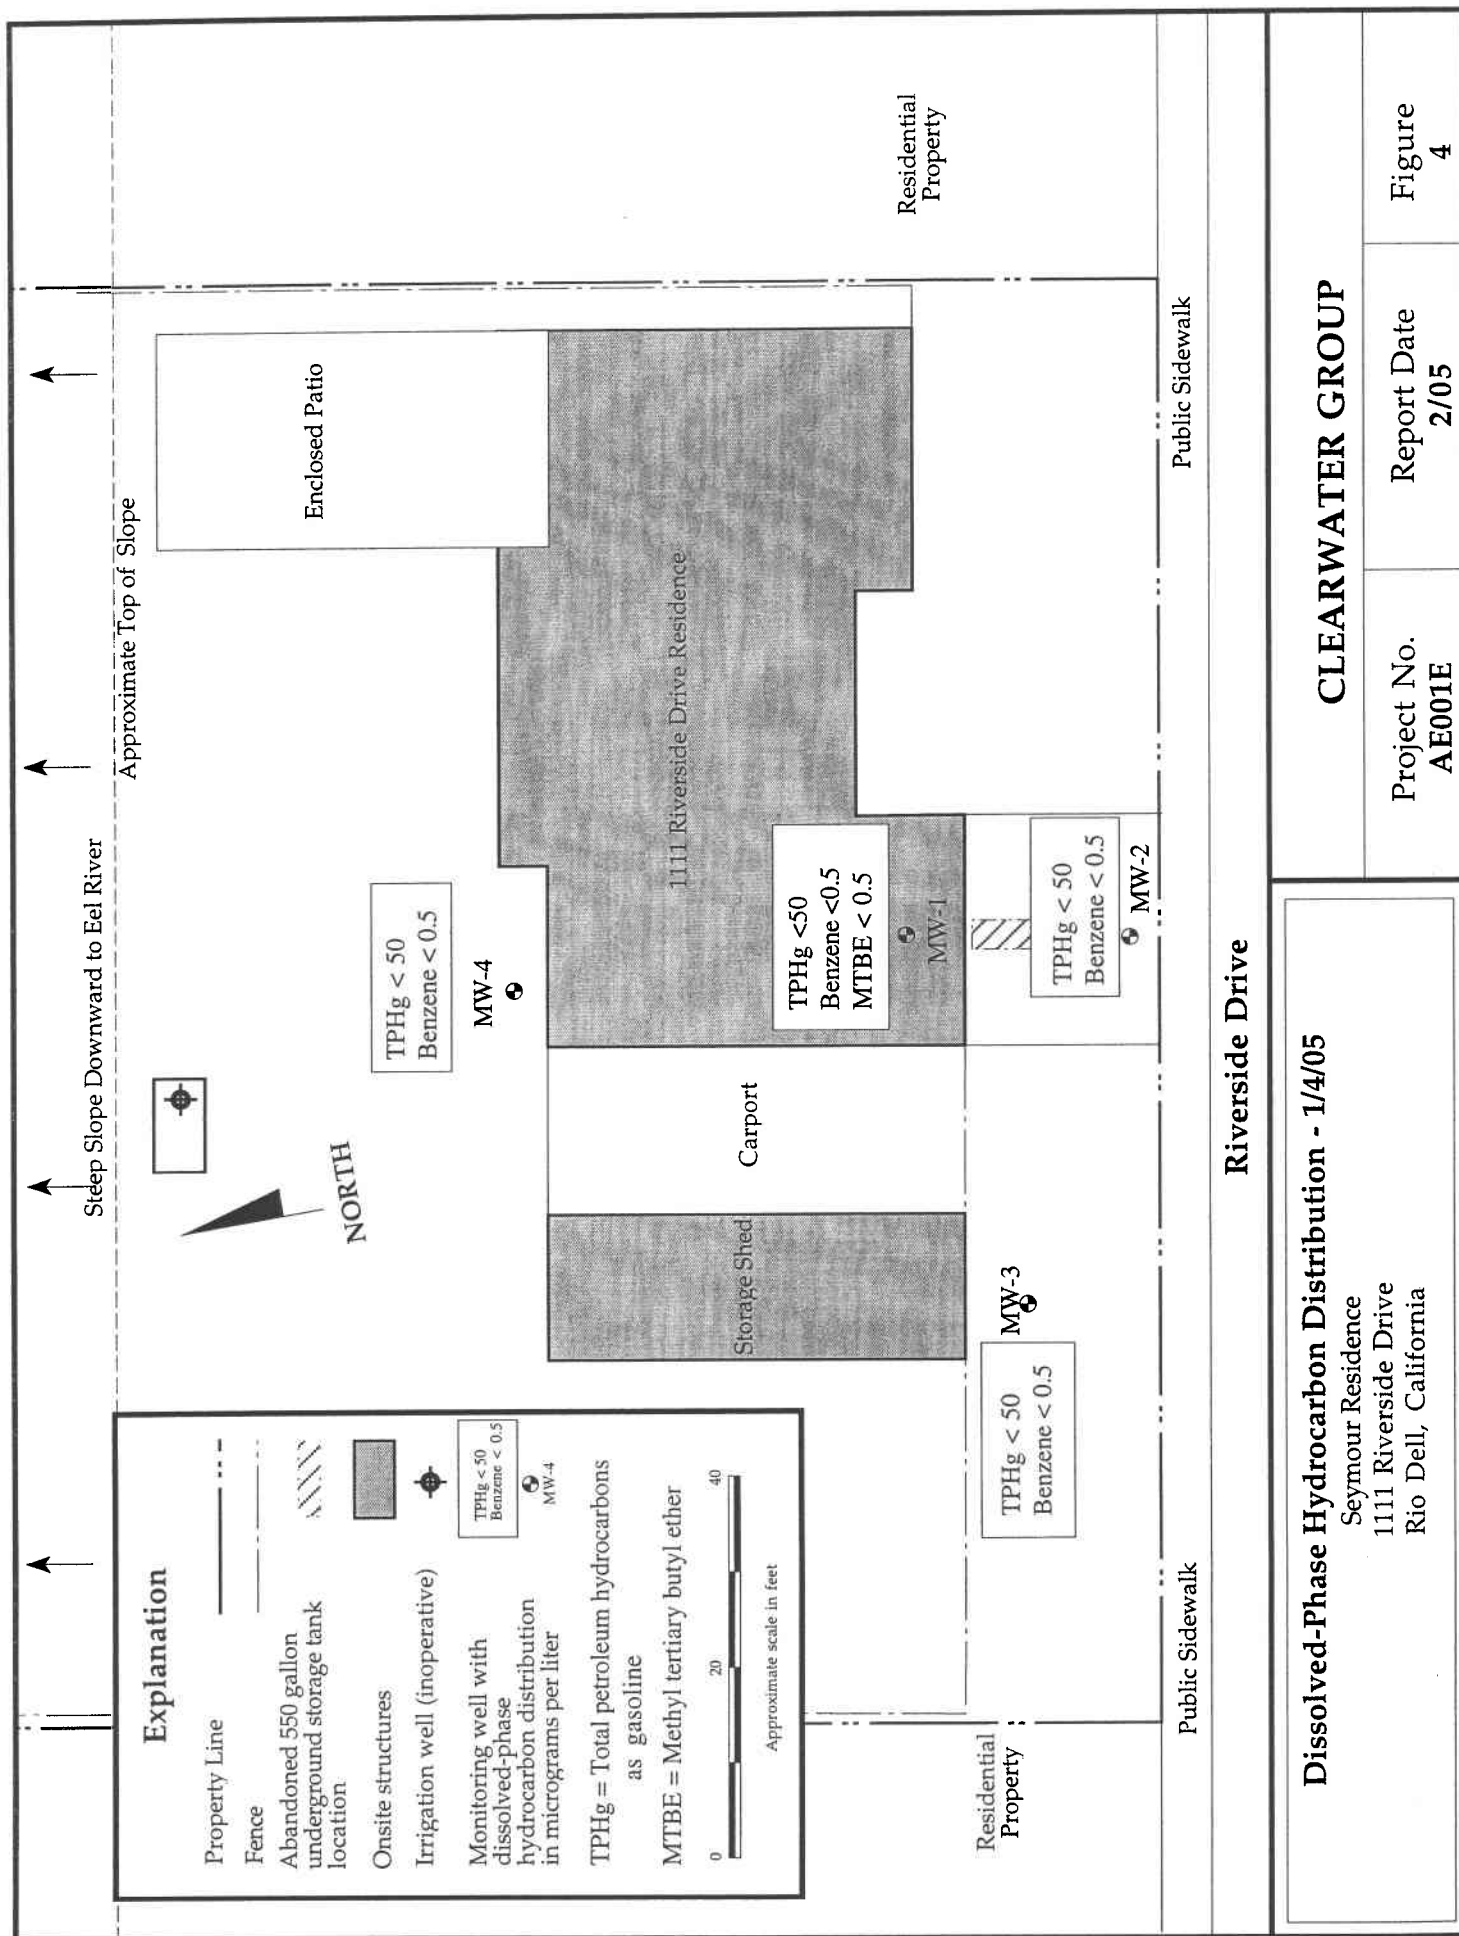 Steep Slope Downward to Eel River
Approximate Top of Slope
Enclosed Patio
NORTH
TPHg < 50
Benzene < 0.5
MW-4
1111 Riverside Drive Residence
TPHg <50
Benzene <0.5
MTBE < 0.5
MW-1
Carport
Storage Shed
TPHg < 50
Benzene < 0.5
MW-2
MW-3
TPHg < 50
Benzene < 0.5
Residential
Property
Residential
Property
Public Sidewalk
Public Sidewalk
Riverside Drive
Explanation
Property Line
Fence
Abandoned 550 gallon
underground storage tank
location
Onsite structures
Irrigation well (inoperative)
Monitoring well with
dissolved-phase
hydrocarbon distribution
in micrograms per liter
TPHg < 50
Benzene < 0.5
MW-4
TPHg = Total petroleum hydrocarbons
as gasoline
MTBE = Methyl tertiary butyl ether
0 20 40
Approximate scale in feet
Dissolved-Phase Hydrocarbon Distribution - 1/4/05
Seymour Residence
1111 Riverside Drive
Rio Dell, California
CLEARWATER GROUP
Project No.
AE001E
Report Date
2/05
Figure
4